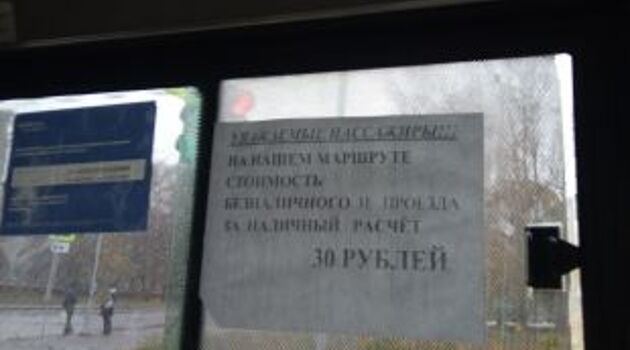 УВАЖАЕМЫЕ ПАССАЖИРЫ!!!
НА НАШЕМ МАРШРУТЕ
СТОИМОСТЬ
БЕЗНАЛИЧНОГО И ПРОЕЗДА
ЗА НАЛИЧНЫЙ РАСЧЁТ
30 РУБЛЕЙ